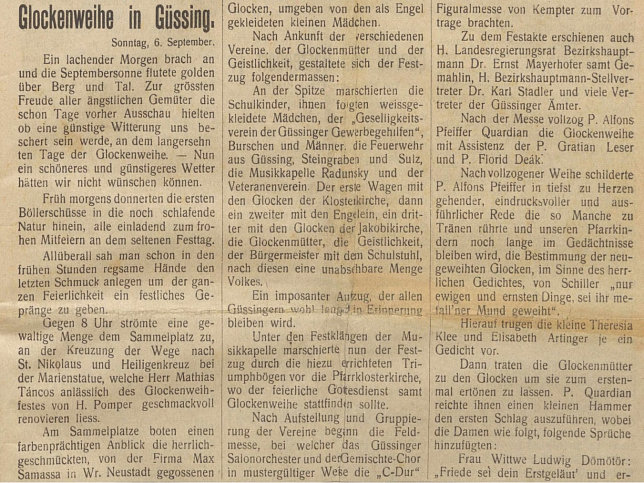 Glockenweihe in Güssing.
Sonntag, 6. September.
Ein lachender Morgen brach an
und die Septembersonne flutete golden
über Berg und Tal. Zur grössten
Freude aller ängstlichen Gemüter die
schon Tage vorher Ausschau hielten
ob eine günstige Witterung uns be-
schert sein werde, an dem langersehn
ten Tage der Glockenweihe. — Nun
ein schöneres und günstigeres Wetter
hätten wir nicht wünschen können.
Früh morgens donnerten die ersten
Böllerschüsse in die noch schlafende
Natur hinein, alle einladend zum fro-
hen Mitfeiern an dem seltenen Festtag.
Allüberall sah man schon in den
frühen Stunden regsame Hände den
letzten Schmuck anlegen um der gan-
zen Feierlichkeit ein festliches Ge-
präge zu geben.
Gegen 8 Uhr strömte eine ge-
waltige Menge dem Sammelplatz zu,
an der Kreuzung der Wege nach
St. Nikolaus und Heiligenkreuz bei
der Marienstatue, welche Herr Mathias
Táncos anlässlich des Glockenweih-
festes von H. Pomper geschmackvoll
renovieren liess.
Am Sammelplatze boten einen
farbenprächtigen Anblick die herrlich-
geschmückten, von der Firma Max
Samassa in Wr. Neustadt gegossenen
Glocken, umgeben von den als Engel
gekleideten kleinen Mädchen.
Nach Ankunft der verschiedenen
Vereine, der Glockenmütter und der
Geistlichkeit, gestaltete sich der Fest-
zug folgendermassen:
An der Spitze marschierten die
Schulkinder, ihnen folgten weissge-
kleidete Mädchen, der „Geselligkeits-
verein der Güssinger Gewerbegehilfen",
Burschen und Männer, die Feuerwehr
aus Güssing, Steingraben und Sulz,
die Musikkapelle Radunsky und der
Veteranenverein. Der erste Wagen mit
den Glocken der Klosterkirche, dann
ein zweiter mit den Engelein, ein drit-
ter mit den Glocken der Jakobikirche,
die Glockenmütter, die Geistlichkeit,
der Bürgermeister mit dem Schulstuhl,
nach diesen eine unabsehbare Menge
Volkes.
Ein imposanter Aufzug, der allen
Güssingern wohl lange in Erinnerung
bleiben wird.
Unter den Festklängen der Mu-
sikkapelle marschierte nun der Fest-
zug durch die hiezu errichteten Tri-
umphbögen vor die Pfarrklosterkirche,
wo der feierliche Gottesdienst samt
Glockenweihe stattfinden sollte.
Nach Aufstellung und Gruppie-
rung der Vereine beginn die Feld-
messe, bei welcher das Güssinger
Salonorchester und der Gemischte-Chor
in mustergültiger Weise die „C-Dur"
Figuralmesse von Kempter zum Vor-
trage brachten.
Zu dem Festakte erschienen auch
H. Landesregierungsrat Bezirkshaupt-
mann Dr. Ernst Mayerhofer samt Ge-
mahlin, H. Bezirkshauptmann-Stellver-
treter Dr. Karl Stadler und viele Ver-
treter der Güssinger Ämter.
Nach der Messe vollzog P. Alfons
Pfeiffer Quardian die Glockenweihe
mit Assistenz der P. Gratian Leser
und P. Florid Deák.
Nach vollzogener Weihe schilderte
P. Alfons Pfeiffer in tiefst zu Herzen
gehender, eindrucksvoller und aus-
führlicher Rede die so Manche zu
Tränen rührte und unseren Pfarrkin-
dern noch lange im Gedächtnisse
bleiben wird, die Bestimmung der neu-
geweihten Glocken, im Sinne des herr-
lichen Gedichtes, von Schiller „nur
ewigen und ernsten Dinge, sei ihr me-
tall'ner Mund geweiht".
Hierauf trugen die kleine Theresia
Klee und Elisabeth Artinger je ein
Gedicht vor.
Dann traten die Glockenmütter
zu den Glocken um sie zum ersten-
mal ertönen zu lassen. P. Quardian
reichte ihnen einen kleinen Hammer
den ersten Schlag auszuführen, wobei
die Damen wie folgt, folgende Sprüche
hinzufügten:
Frau Wittwe Ludwig Dömötör:
„Friede sei dein Erstgeläut' und er-